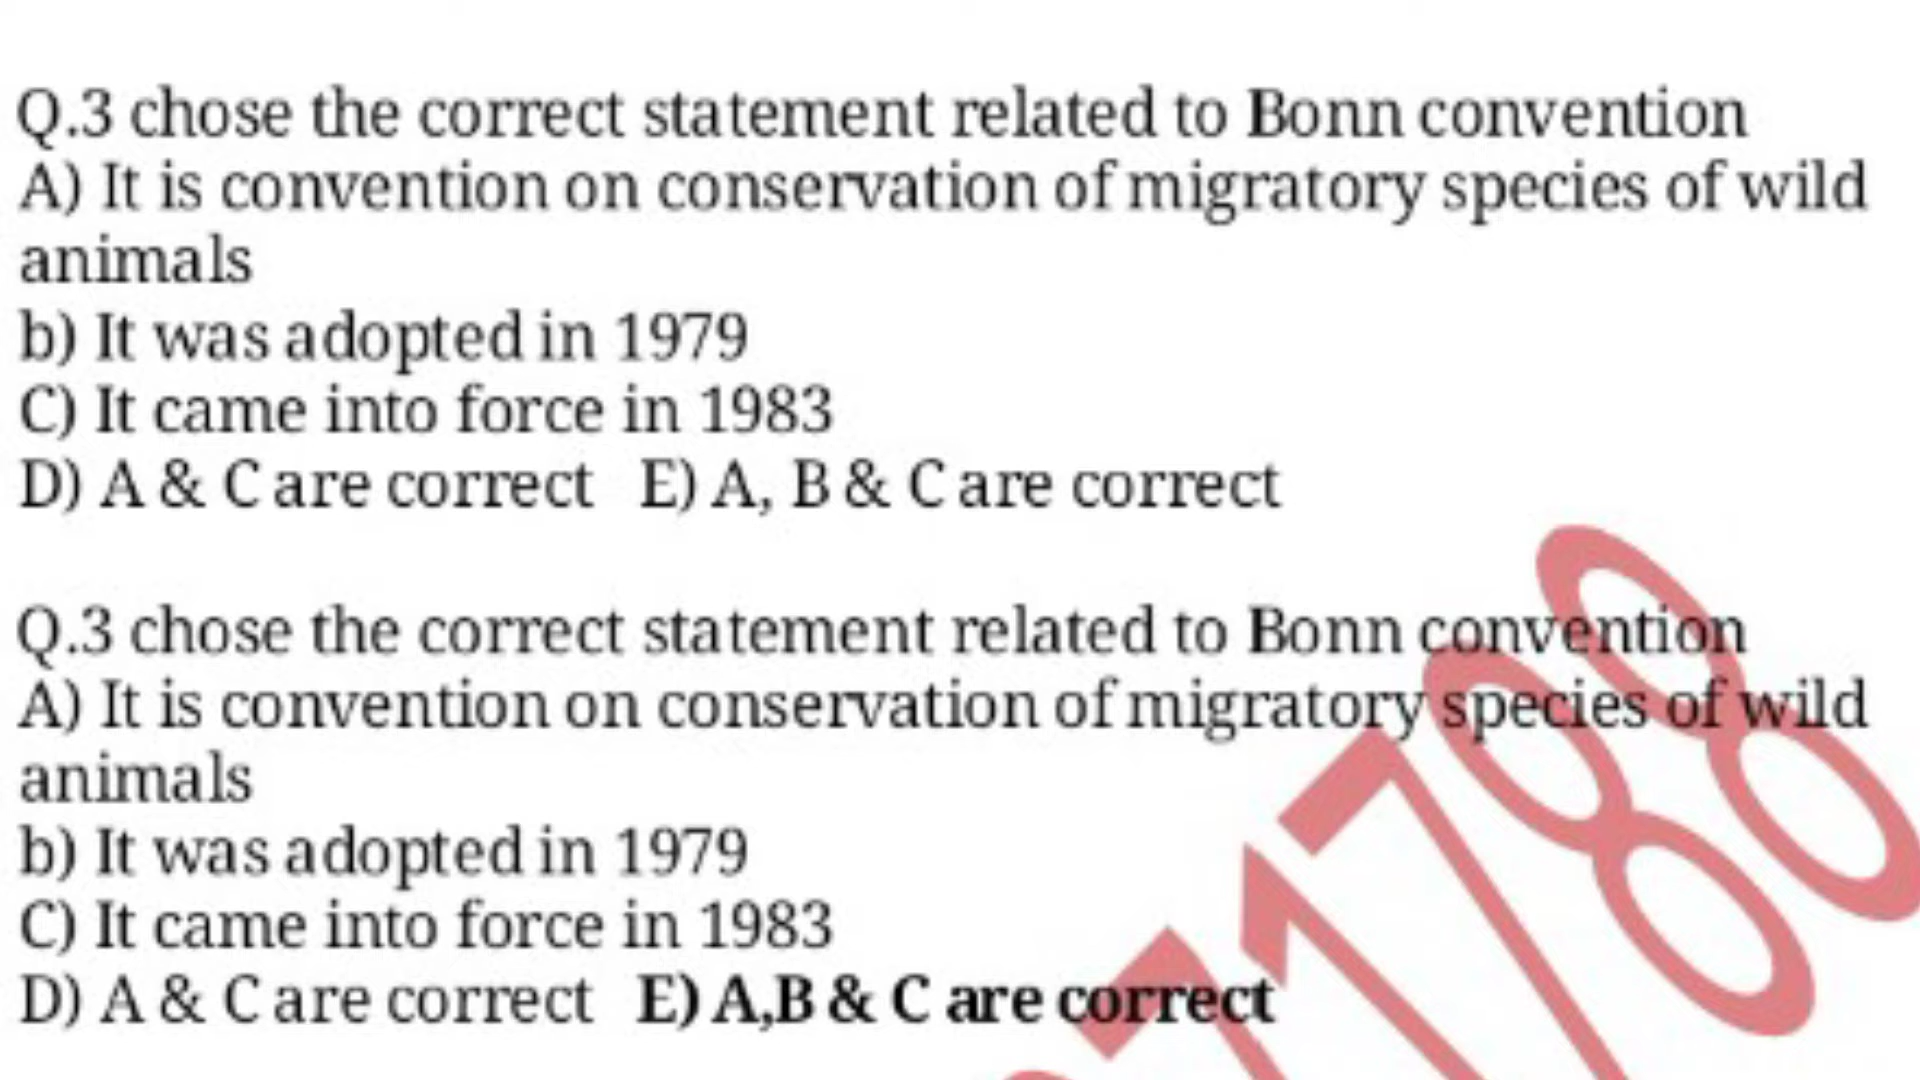 Q.3 chose the correct statement related to Bonn convention
A) It is convention on conservation of migratory species of wild
animals
b) It was adopted in 1979
C) It came into force in 1983
D) A & C are correct E) A, B & C are correct
Q.3 chose the correct statement related to Bonn convention
A) It is convention on conservation of migratory species of wild
animals
b) It was adopted in 1979
C) It came into force in 1983
D) A & C are correct E) A,B & C are correct